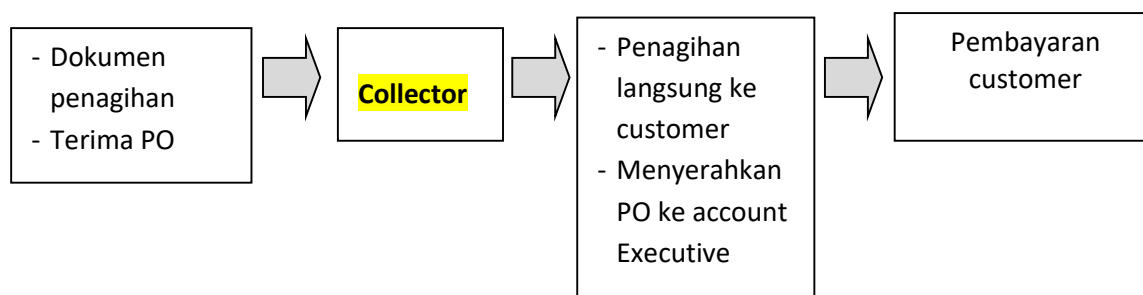 - Dokumen
penagihan
- Terima PO
Collector
- Penagihan
langsung ke
customer
- Menyerahkan
PO ke account
Executive
Pembayaran
customer